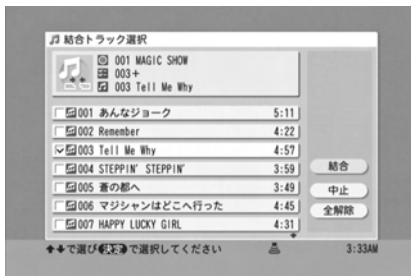 結合トラック選択
001 MAGIC SHOW
003+
003 Tell Me Why
001 あんなジョーク 5:11
002 Remember 4:22
003 Tell Me Why 4:57
004 STEPPIN' STEPPIN' 3:59
005 蒼の都へ 3:49
006 マジシャンはどこへ行った 4:45
007 HAPPY LUCKY GIRL 4:31
結合
中止
全解除
で選び 決定 で選択してください 3:33AM